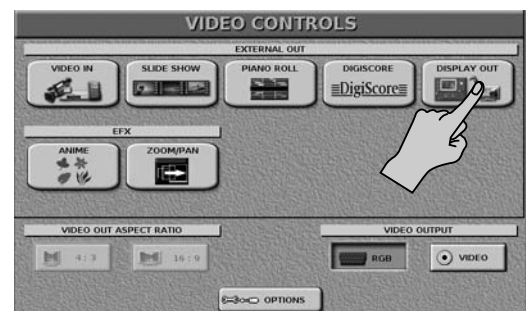 VIDEO CONTROLS
EXTERNAL OUT
VIDEO IN
SLIDE SHOW
PIANO ROLL
DIGISCORE
DigiScore
DISPLAY OUT
EFX
ANIME
ZOOM/PAN
VIDEO OUT ASPECT RATIO
4:3
16:9
VIDEO OUTPUT
RGB
VIDEO
OPTIONS